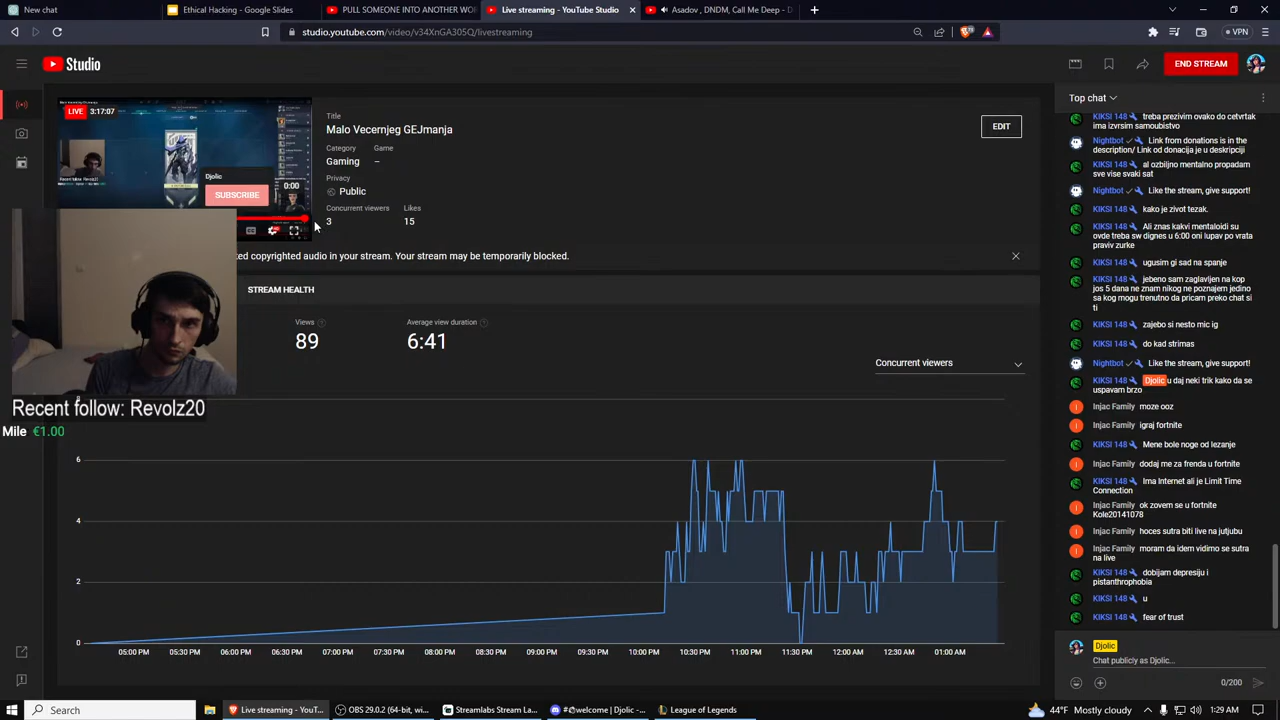 New chat
Ethical Hacking - Google Slides
PULL SOMEONE INTO ANOTHER WOR
Live streaming - YouTube Studio
Asadov , DNDM, Call Me Deep - D
studio.youtube.com/video/v34XnGA305Q/livestreaming
VPN
Studio
END STREAM
LIVE 3:17:07
Djolic
SUBSCRIBE
0:00
Title
Malo Vecernjeg GEJmanja
Category Game
Gaming –
Privacy
Public
Concurrent viewers Likes
3 15
EDIT
ted copyrighted audio in your stream. Your stream may be temporarily blocked.
STREAM HEALTH
Views Average view duration
89 6:41
Concurrent viewers
Recent follow: Revolz20
Mile €1.00
6
4
2
0
05:00 PM 05:30 PM 06:00 PM 06:30 PM 07:00 PM 07:30 PM 08:00 PM 08:30 PM 09:00 PM 09:30 PM 10:00 PM 10:30 PM 11:00 PM 11:30 PM 12:00 AM 12:30 AM 01:00 AM
Top chat
KIKSI 148 treba prezivim ovako do cetvrtak
ima izvrsim samoubistvo
Nightbot Link from donations is in the
description/ Link od donacija je u deskripciji
KIKSI 148 al ozbiljno mentalno propadam
sve vise svaki sat
Nightbot Like the stream, give support!
KIKSI 148 kako je zivot tezak.
KIKSI 148 Ali znas kakvi mentaloidi su
ovde treba sw dignes u 6:00 oni lupav po vrata
praviv zurke
KIKSI 148 ugusim gi sad na spanje
KIKSI 148 jebeno sam zaglavljen na kop
jos 5 dana ne znam nikog ne poznajem jedino
sa kog mogu trenutno da pricam preko chat si
ti
KIKSI 148 zajebo si nesto mic ig
KIKSI 148 do kad strimas
Nightbot Like the stream, give support!
KIKSI 148 Djolic u daj neki trik kako da se
uspavam brzo
Injac Family moze ooz
Injac Family igraj fortnite
KIKSI 148 Mene bole noge od lezanje
Injac Family dodaj me za frenda u fortnite
KIKSI 148 Ima Internet ali je Limit Time
Connection
Injac Family ok zovem se u fortnite
Kole20141078
Injac Family hoces sutra biti live na jutjubu
Injac Family moram da idem vidimo se sutra
na live
KIKSI 148 dobijam depresiju i
pistanthrophobia
KIKSI 148 u
KIKSI 148 fear of trust
Djolic
Chat publicly as Djolic...
0/200
Search
Live streaming - YouT...
OBS 29.0.2 (64-bit, wi...
Streamlabs Stream La...
League of Legends
44°F Mostly cloudy
1:29 AM